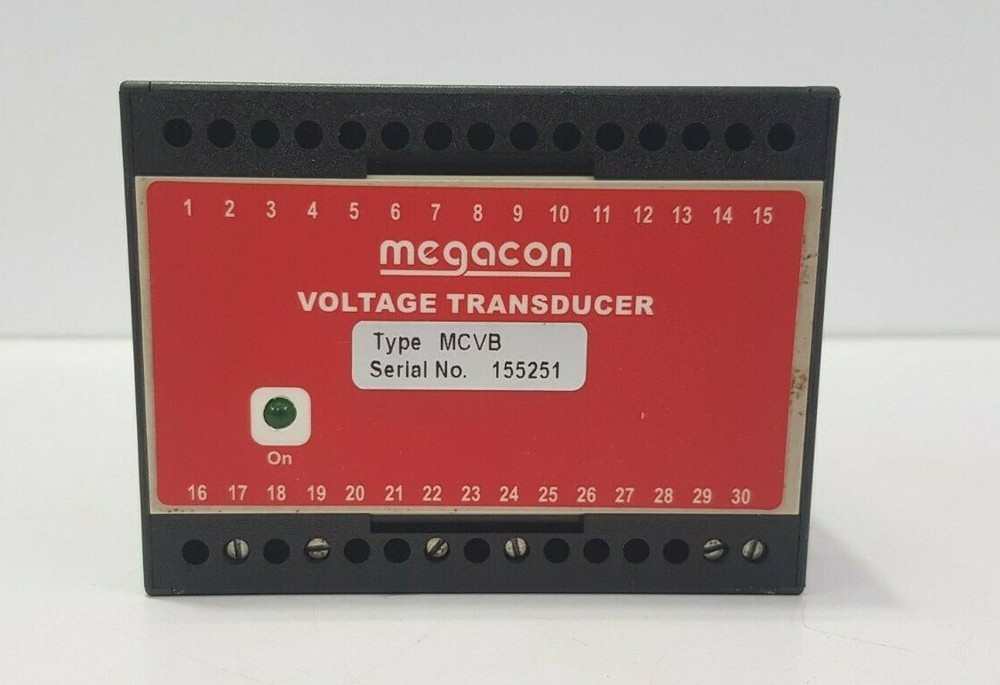 1 2 3 4 5 6 7 8 9 10 11 12 13 14 15
megacon
VOLTAGE TRANSDUCER
Type MCVB
Serial No. 155251
On
16 17 18 19 20 21 22 23 24 25 26 27 28 29 30